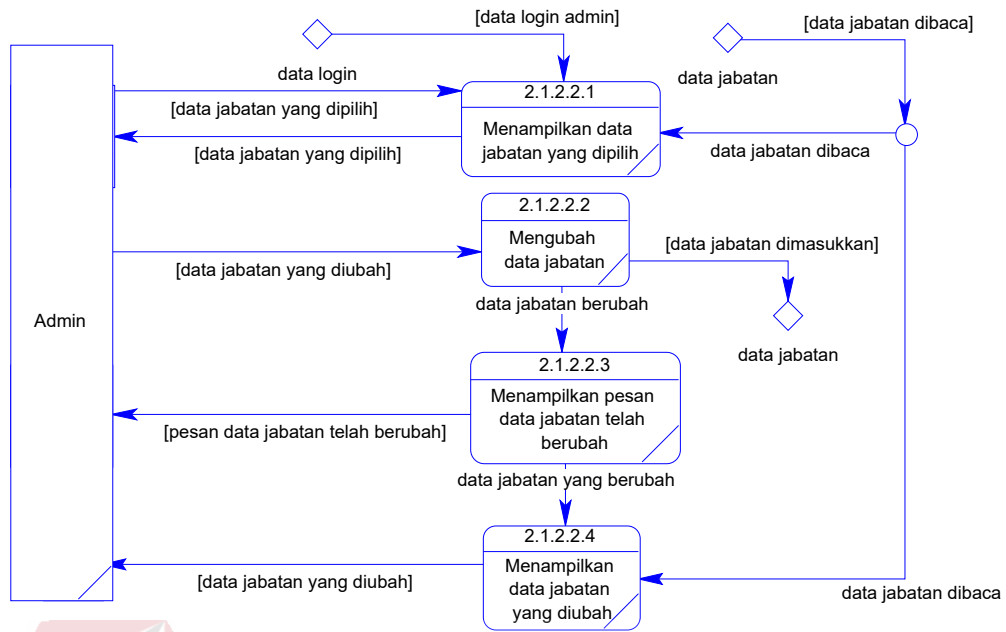 [data login admin]
[data jabatan dibaca]
data login
data jabatan
[data jabatan yang dipilih]
2.1.2.2.1
Menampilkan data
jabatan yang dipilih
[data jabatan yang dipilih]
data jabatan dibaca
2.1.2.2.2
Mengubah
data jabatan
[data jabatan dimasukkan]
[data jabatan yang diubah]
data jabatan berubah
Admin
data jabatan
2.1.2.2.3
Menampilkan pesan
data jabatan telah
berubah
[pesan data jabatan telah berubah]
data jabatan yang berubah
2.1.2.2.4
Menampilkan
data jabatan
yang diubah
[data jabatan yang diubah]
data jabatan dibaca